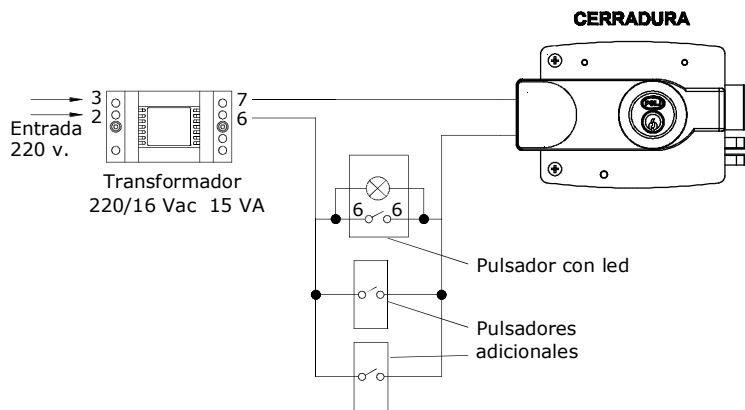 CERRADURA
POLI
3
2
7
6
Entrada
220 v.
Transformador
220/16 Vac 15 VA
6 6
Pulsador con led
Pulsadores
adicionales